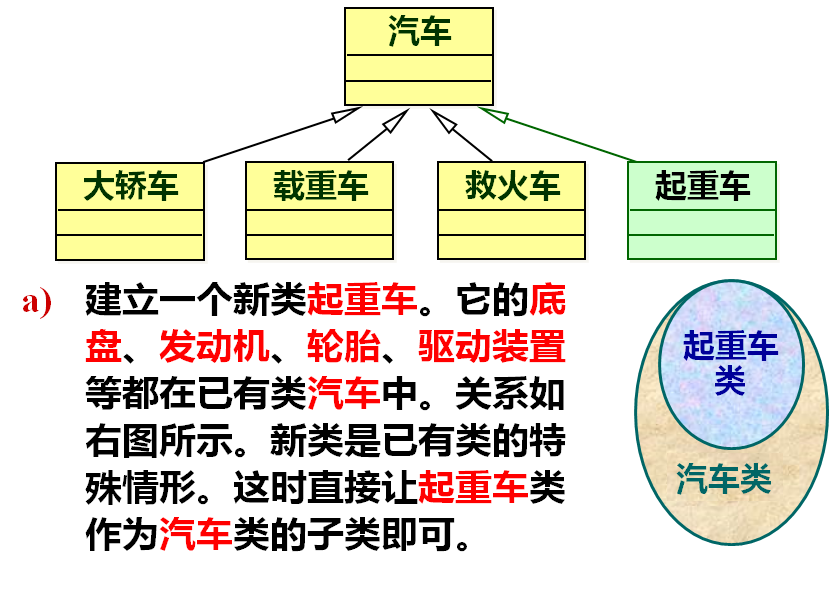 汽车
大轿车
载重车
救火车
起重车
a) 建立一个新类起重车。它的底
盘、发动机、轮胎、驱动装置
等都在已有类汽车中。关系如
右图所示。新类是已有类的特
殊情形。这时直接让起重车类
作为汽车类的子类即可。
起重车
类
汽车类